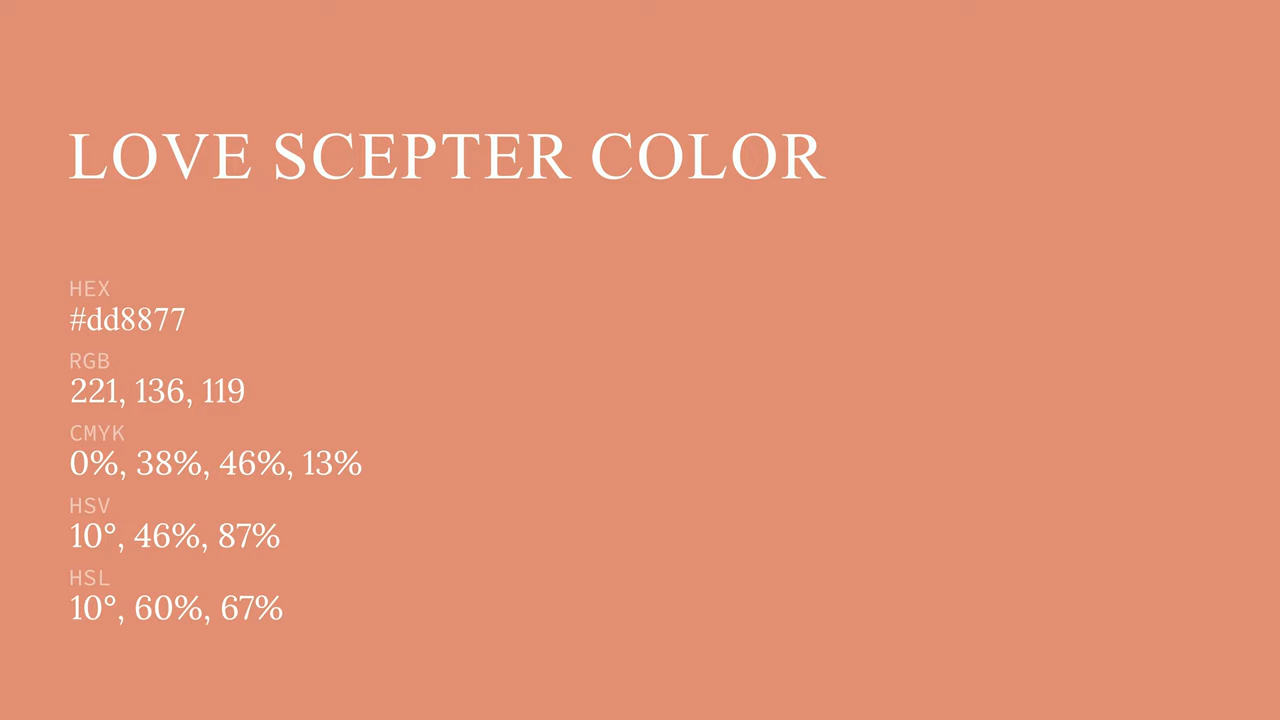 LOVE SCEPTER COLOR
HEX
#dd8877
RGB
221, 136, 119
CMYK
0%, 38%, 46%, 13%
HSV
10°, 46%, 87%
HSL
10°, 60%, 67%